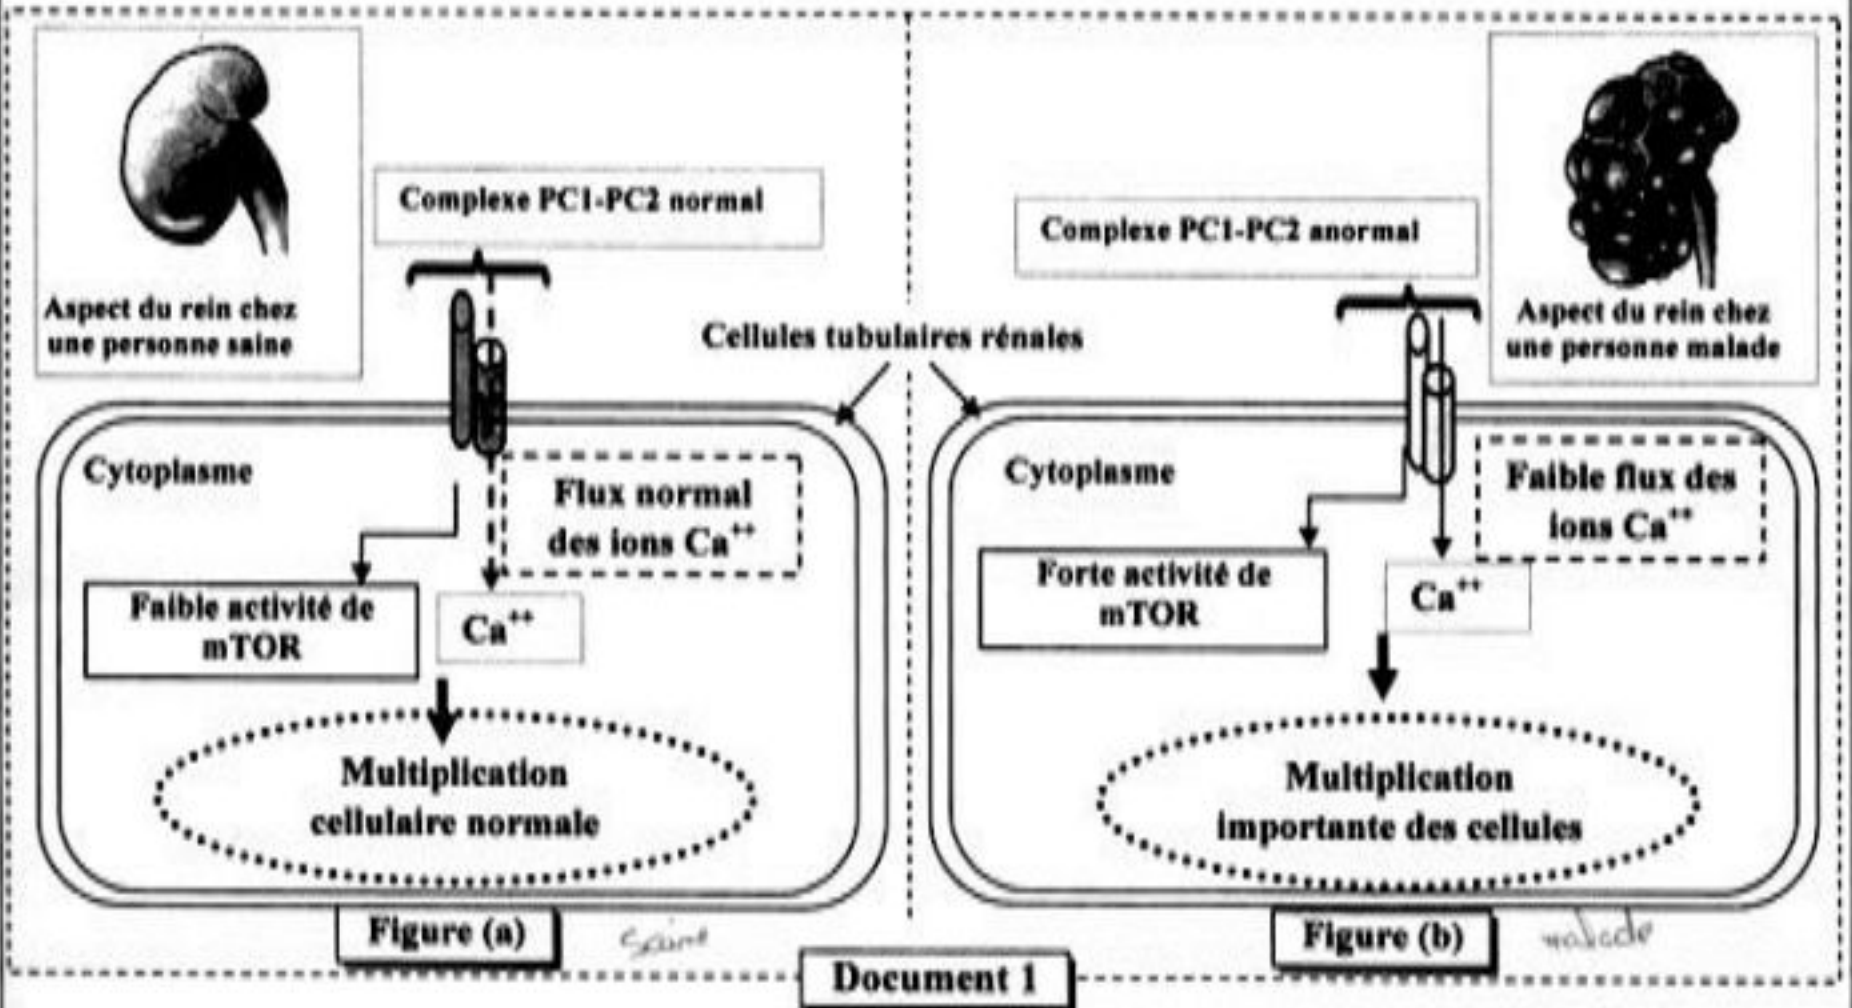 Complexe PC1-PC2 normal
Aspect du rein chez
une personne saine
Cytoplasme
Flux normal
des ions Ca⁺⁺
Faible activité de
mTOR
Ca⁺⁺
Multiplication
cellulaire normale
Figure (a)
Saine
Cellules tubulaires rénales
Complexe PC1-PC2 anormal
Aspect du rein chez
une personne malade
Cytoplasme
Faible flux des
ions Ca⁺⁺
Forte activité de
mTOR
Ca⁺⁺
Multiplication
importante des cellules
Figure (b)
malade
Document 1